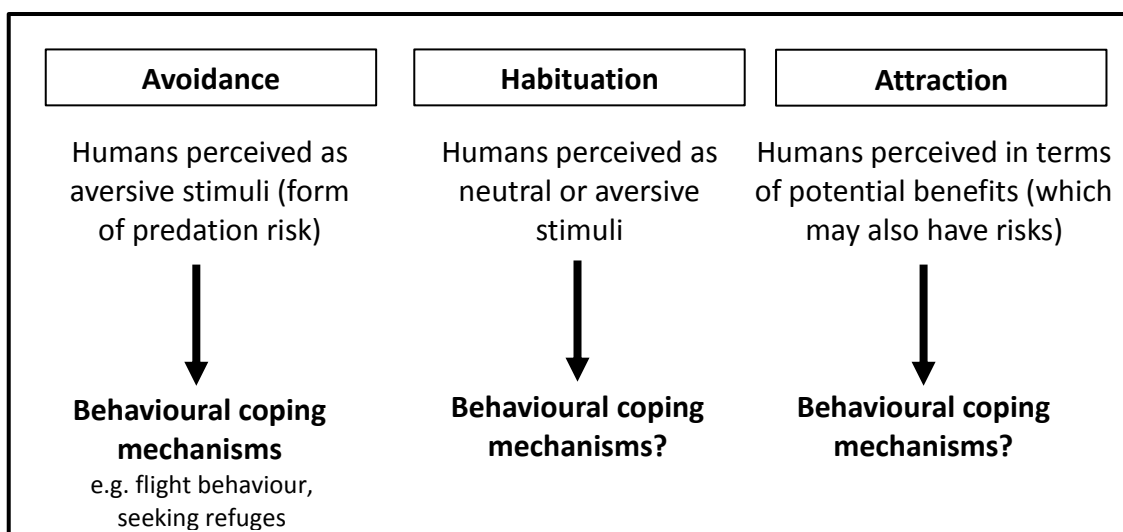 Avoidance
Humans perceived as
aversive stimuli (form
of predation risk)
Behavioural coping
mechanisms
e.g. flight behaviour,
seeking refuges
Habituation
Humans perceived as
neutral or aversive
stimuli
Behavioural coping
mechanisms?
Attraction
Humans perceived in terms
of potential benefits (which
may also have risks)
Behavioural coping
mechanisms?